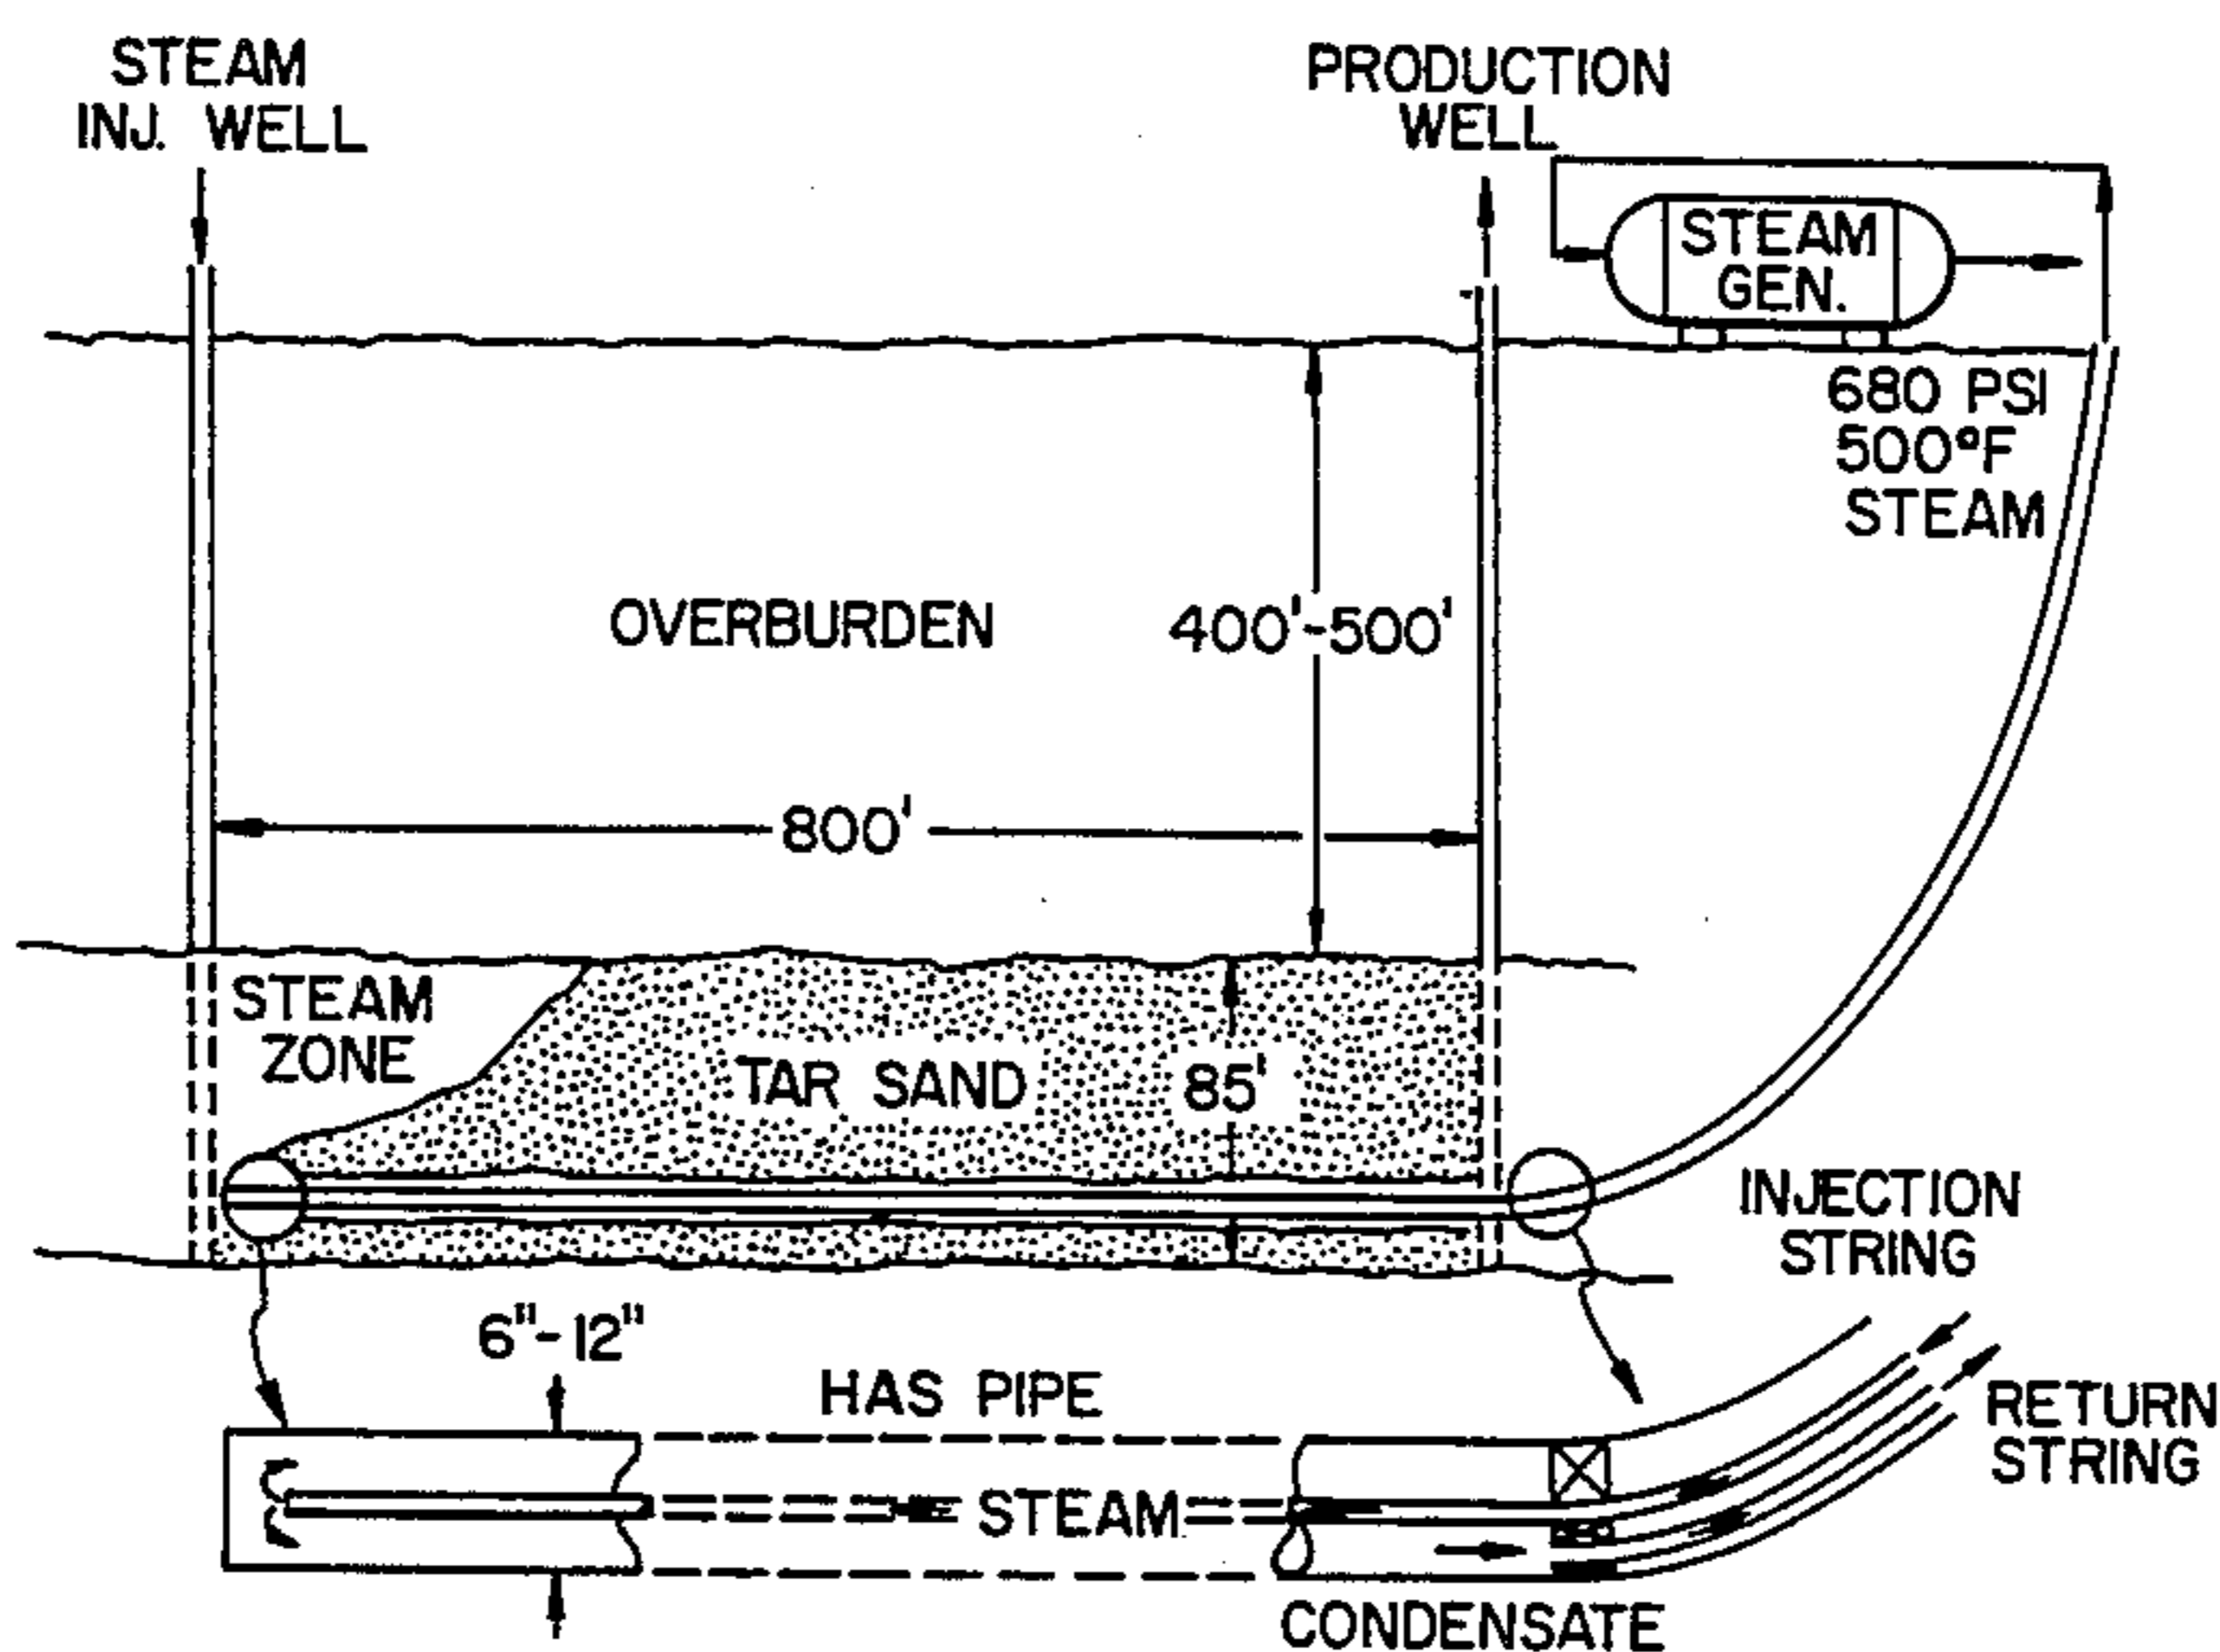 STEAM
INJ. WELL
PRODUCTION
WELL
STEAM
GEN.
680 PSI
500°F
STEAM
OVERBURDEN
400'-500'
800'
STEAM
ZONE
TAR SAND
85'
INJECTION
STRING
6"-12"
HAS PIPE
RETURN
STRING
STEAM
CONDENSATE